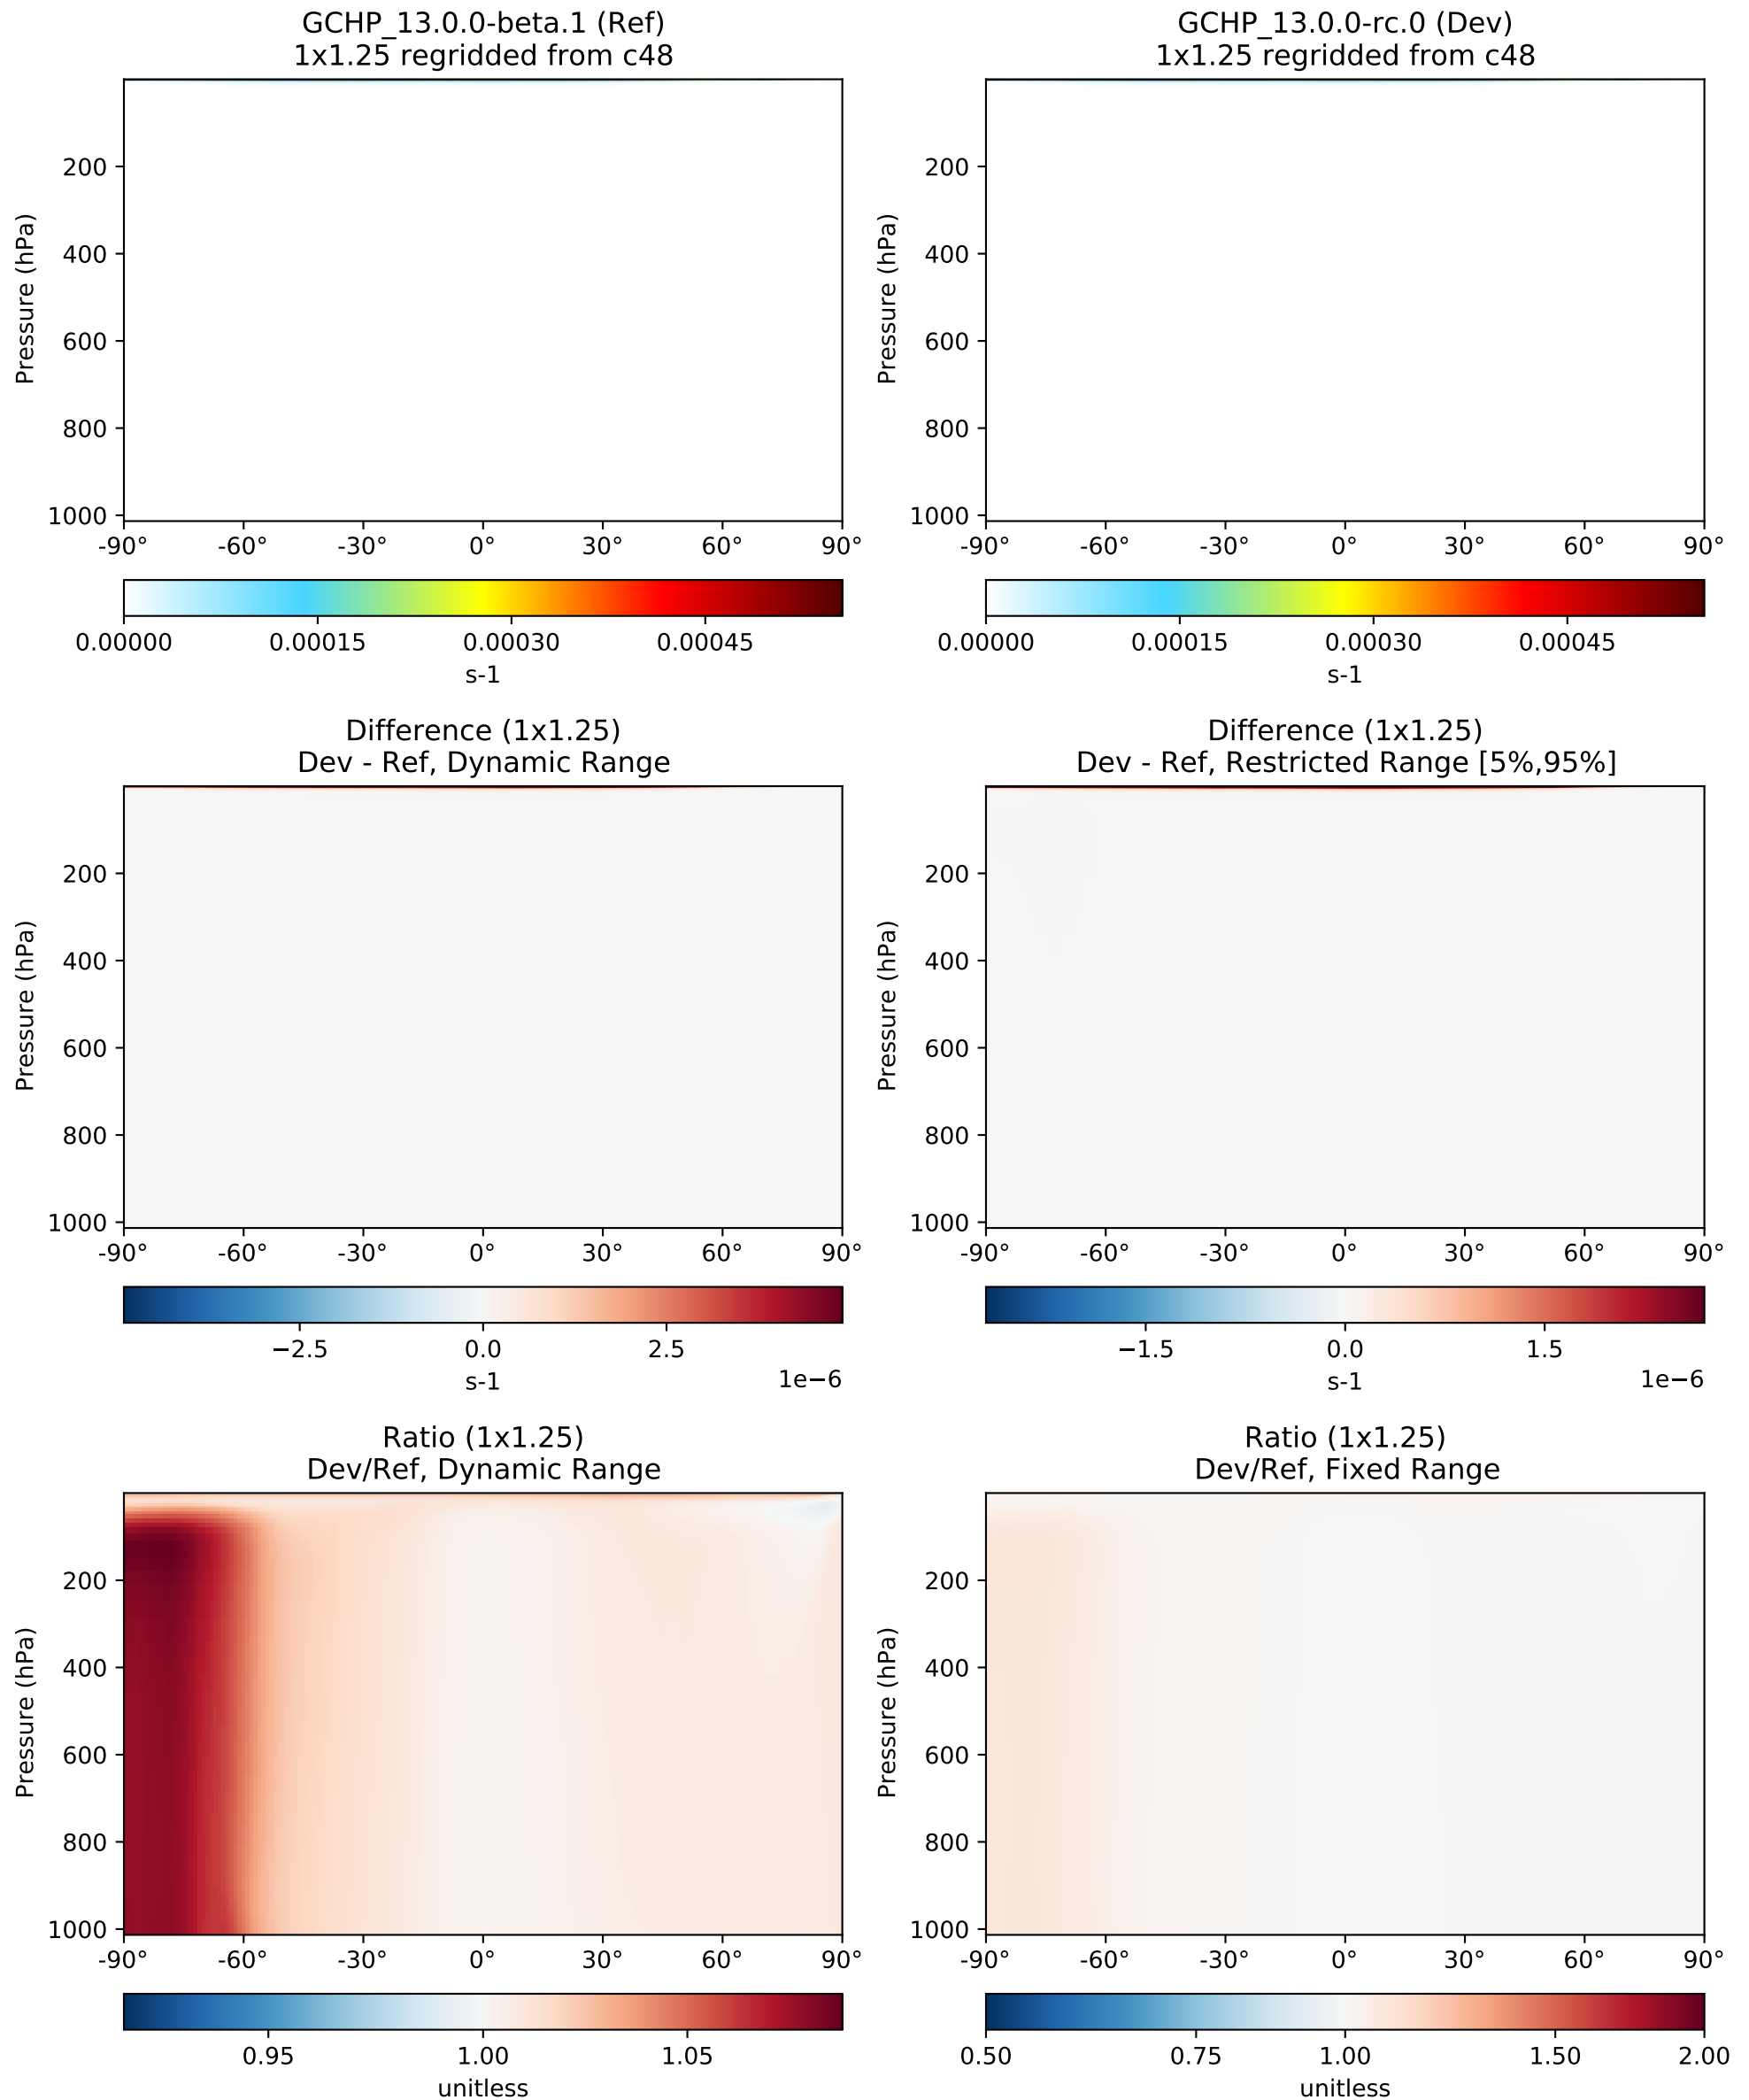 GCHP_13.0.0-beta.1 (Ref)
1x1.25 regridded from c48
Pressure (hPa)
200
400
600
800
1000
-90° -60° -30° 0° 30° 60° 90°
0.00000 0.00015 0.00030 0.00045
s-1
GCHP_13.0.0-rc.0 (Dev)
1x1.25 regridded from c48
Pressure (hPa)
200
400
600
800
1000
-90° -60° -30° 0° 30° 60° 90°
0.00000 0.00015 0.00030 0.00045
s-1
Difference (1x1.25)
Dev - Ref, Dynamic Range
Pressure (hPa)
200
400
600
800
1000
-90° -60° -30° 0° 30° 60° 90°
−2.5 0.0 2.5
s-1 1e−6
Difference (1x1.25)
Dev - Ref, Restricted Range [5%,95%]
Pressure (hPa)
200
400
600
800
1000
-90° -60° -30° 0° 30° 60° 90°
−1.5 0.0 1.5
s-1 1e−6
Ratio (1x1.25)
Dev/Ref, Dynamic Range
Pressure (hPa)
200
400
600
800
1000
-90° -60° -30° 0° 30° 60° 90°
0.95 1.00 1.05
unitless
Ratio (1x1.25)
Dev/Ref, Fixed Range
Pressure (hPa)
200
400
600
800
1000
-90° -60° -30° 0° 30° 60° 90°
0.50 0.75 1.00 1.50 2.00
unitless